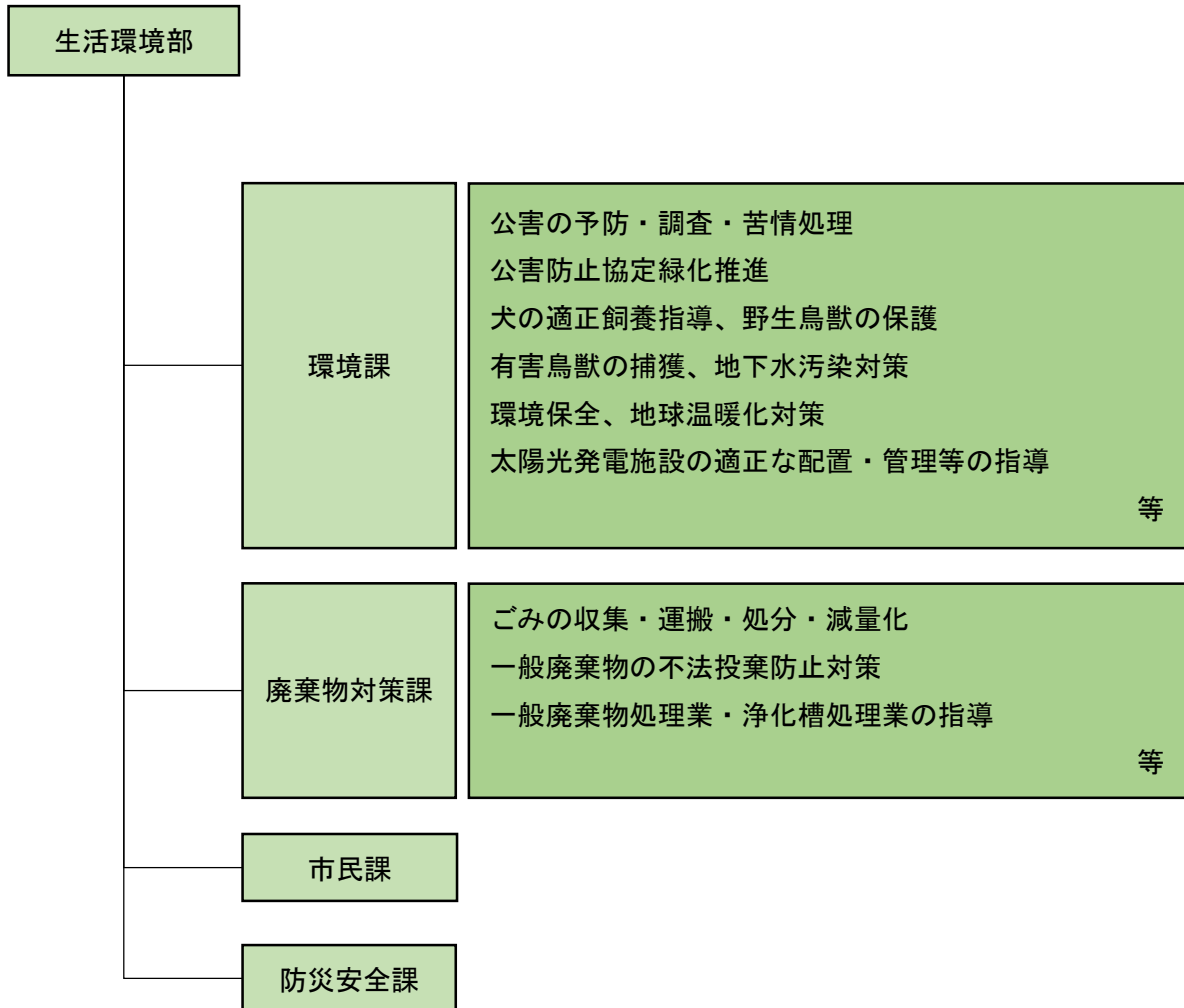 生活環境部
環境課
公害の予防・調査・苦情処理
公害防止協定緑化推進
犬の適正飼養指導、野生鳥獣の保護
有害鳥獣の捕獲、地下水汚染対策
環境保全、地球温暖化対策
太陽光発電施設の適正な配置・管理等の指導
等
廃棄物対策課
ごみの収集・運搬・処分・減量化
一般廃棄物の不法投棄防止対策
一般廃棄物処理業・浄化槽処理業の指導
等
市民課
防災安全課